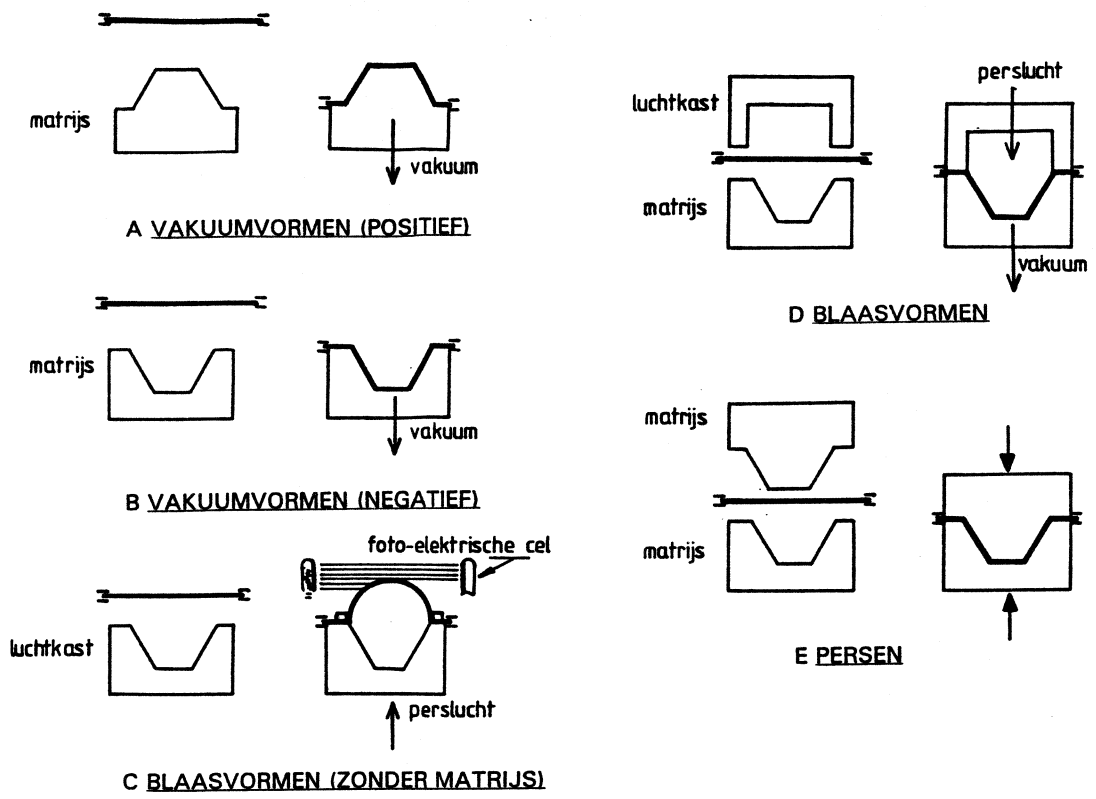 matrijs
vakuum
A VAKUUMVORMEN (POSITIEF)
matrijs
vakuum
B VAKUUMVORMEN (NEGATIEF)
foto-elektrische cel
luchtkast
perslucht
C BLAASVORMEN (ZONDER MATRIJS)
perslucht
luchtkast
matrijs
vakuum
D BLAASVORMEN
matrijs
matrijs
E PERSEN